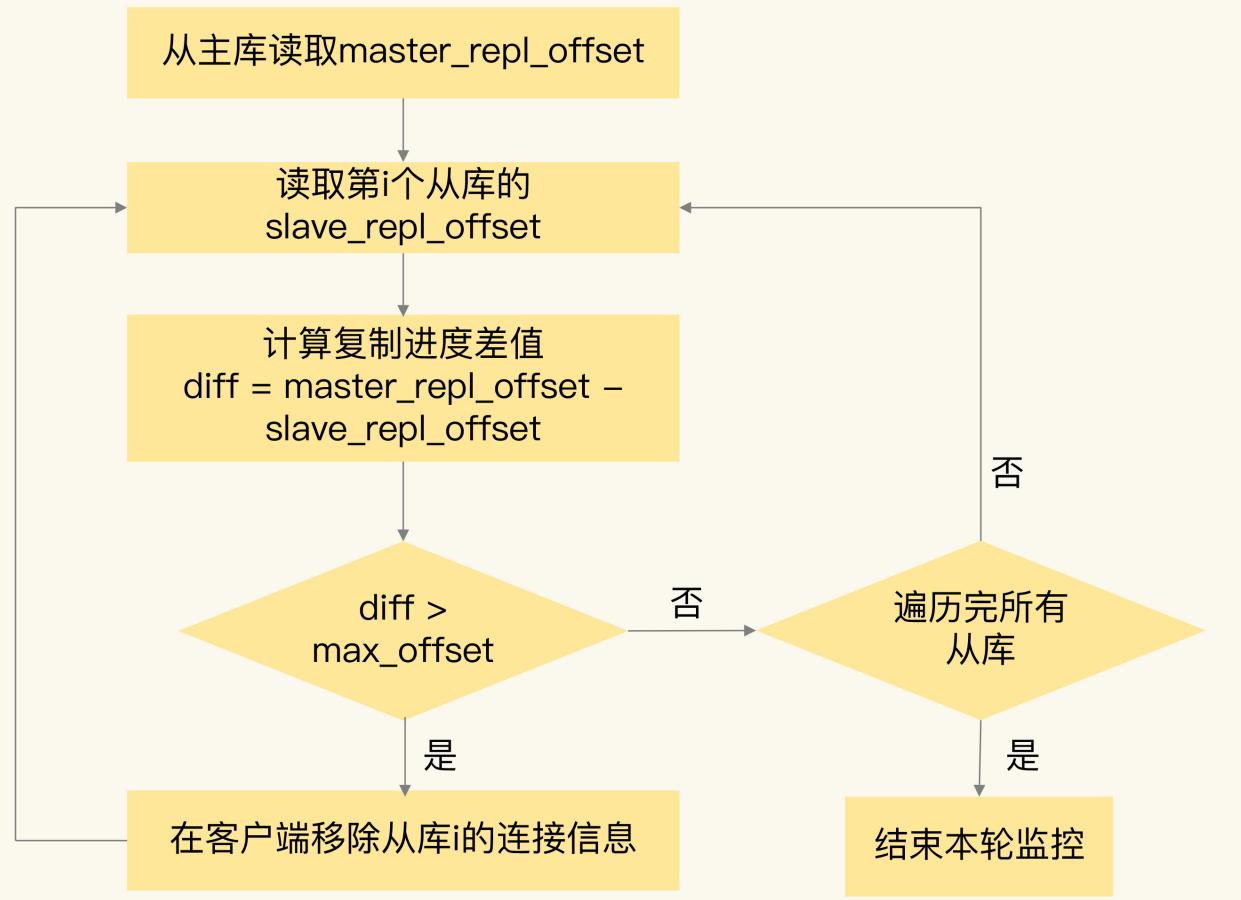 从主库读取master_repl_offset
读取第i个从库的
slave_repl_offset
计算复制进度差值
diff = master_repl_offset –
slave_repl_offset
否
diff >
max_offset
否
遍历完所有
从库
是
是
在客户端移除从库i的连接信息
结束本轮监控